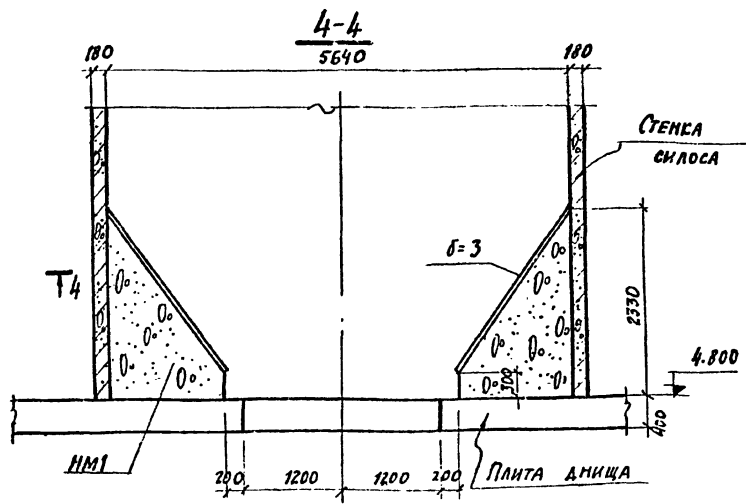 4-4
180
5640
180
СТЕНКА
СИЛОСА
δ=3
Т4
2330
4.800
300
400
НМ1
200
1200
1200
200
ПЛИТА ДНИЩА